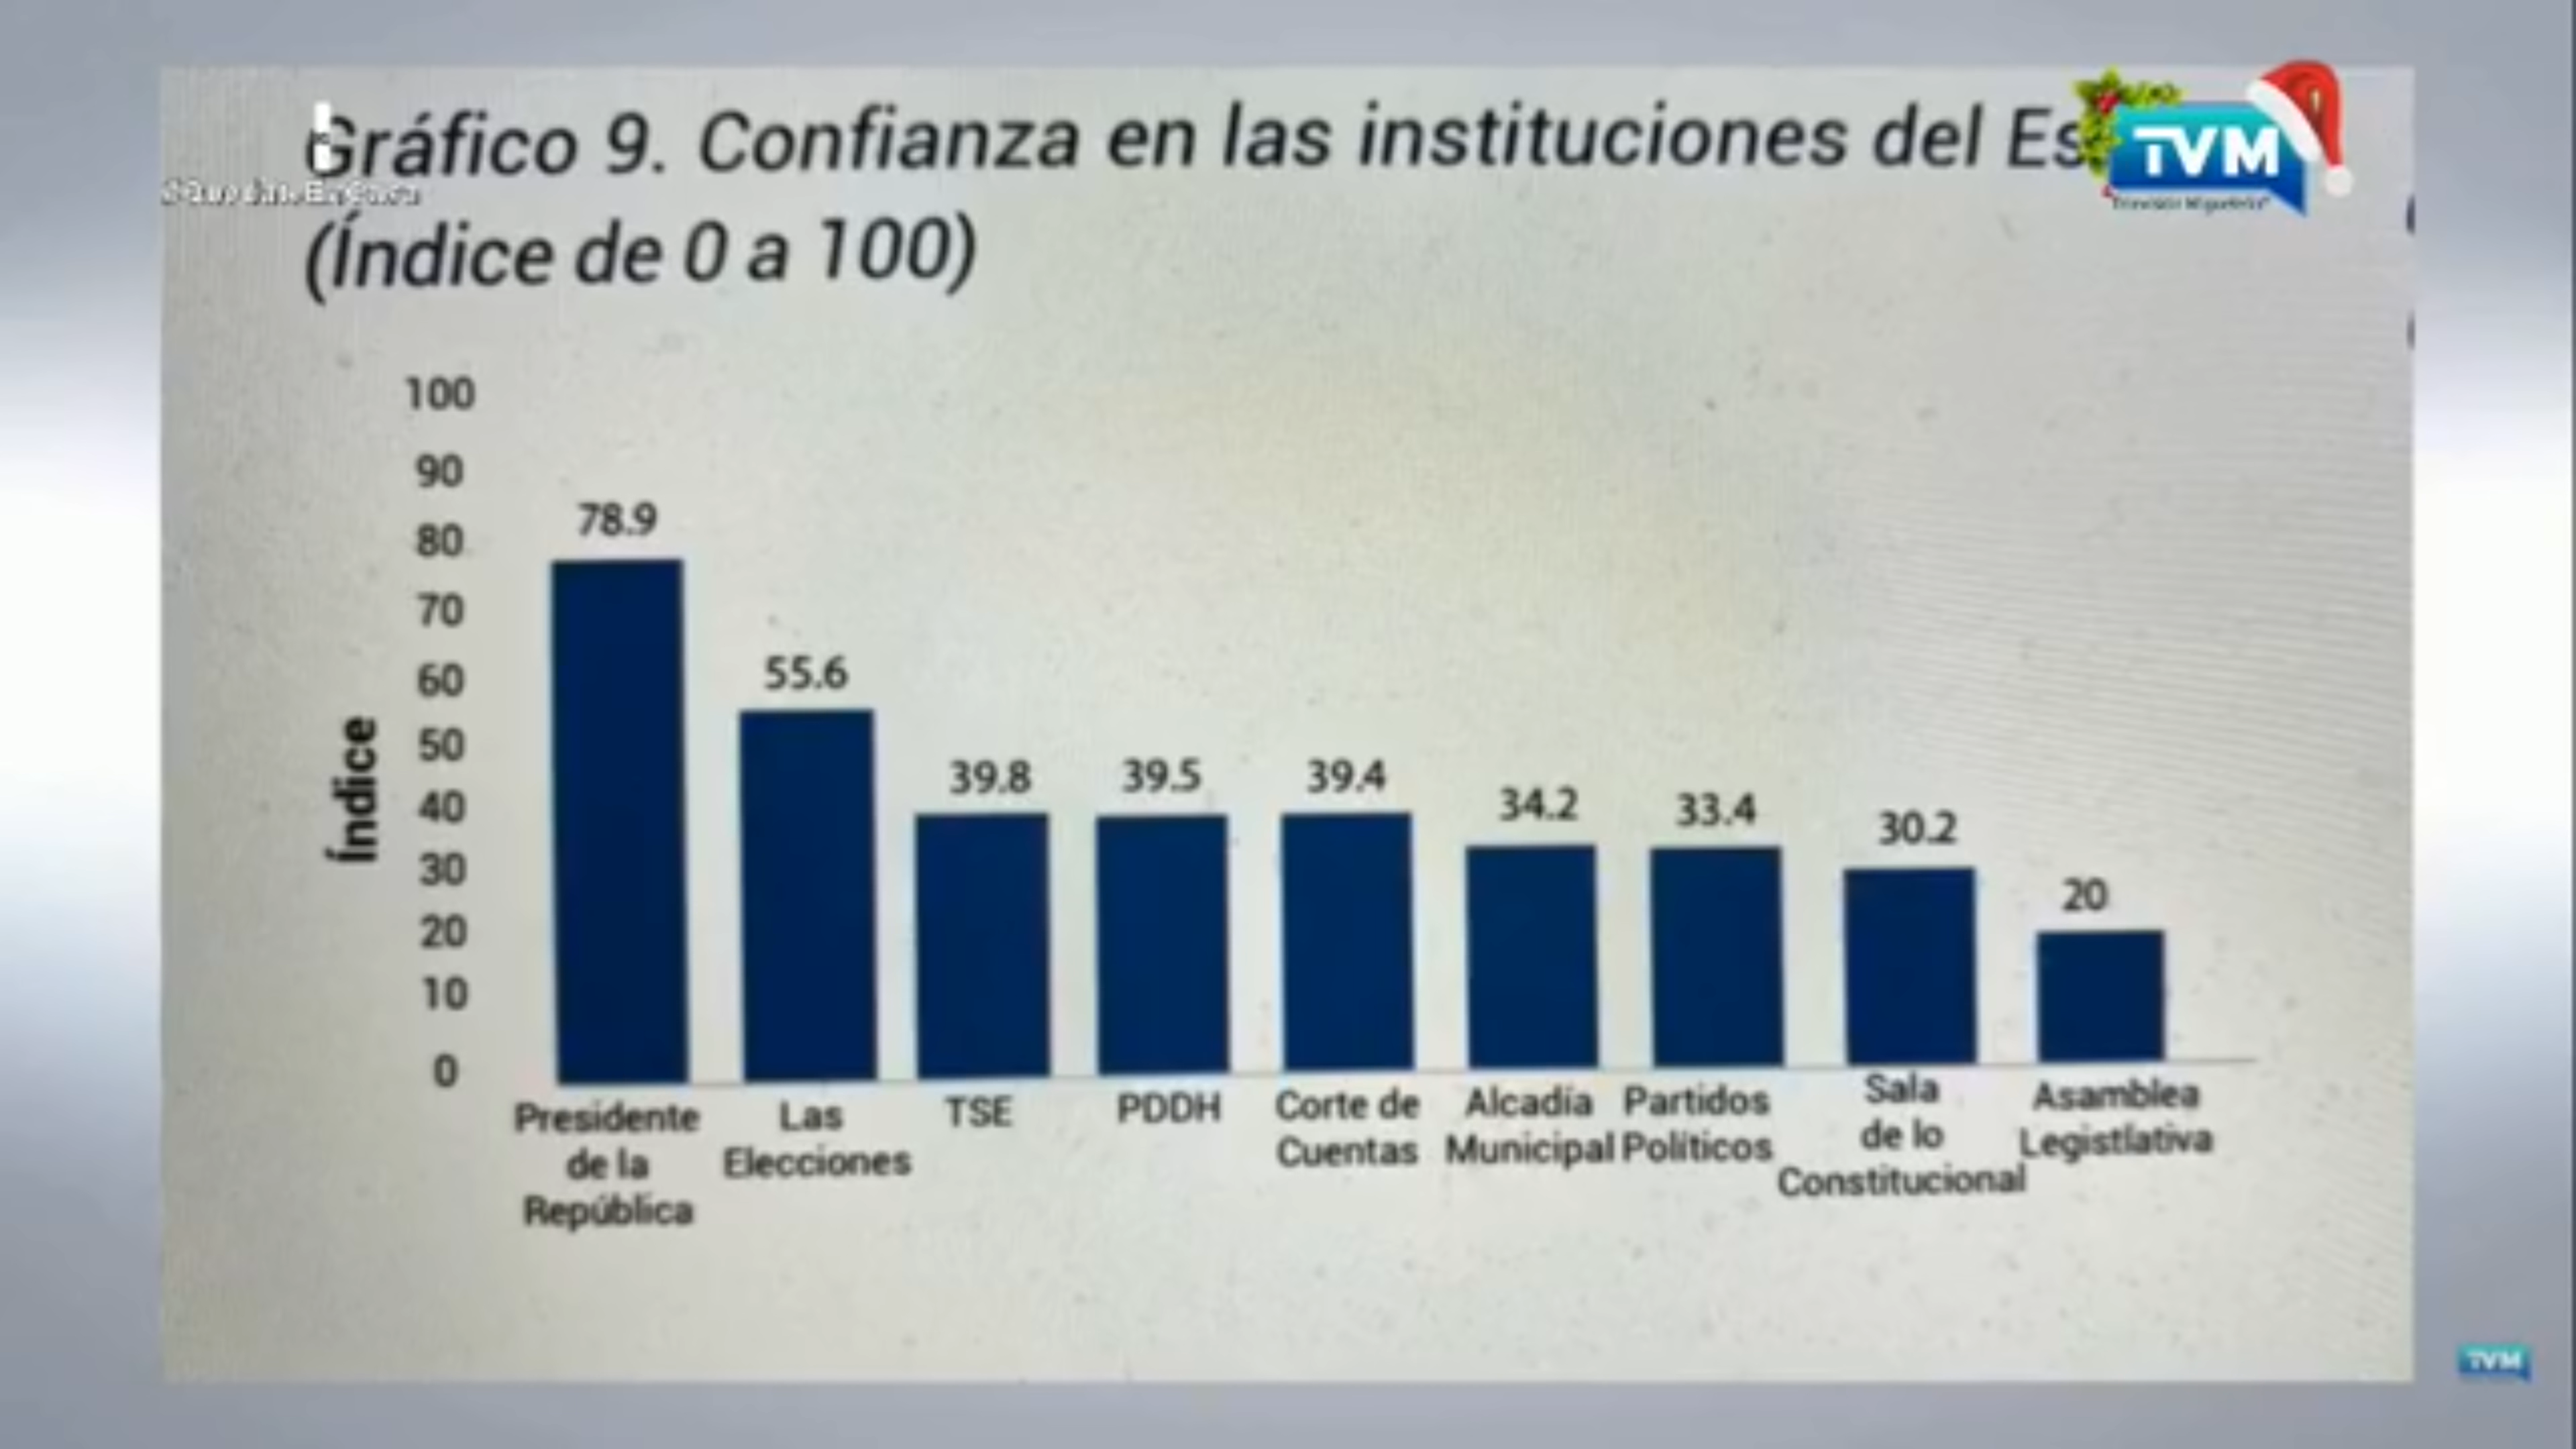 Gráfico 9. Confianza en las instituciones del Es
TVM
(Índice de 0 a 100)
Índice
100
90
80
70
60
50
40
30
20
10
0
78.9
55.6
39.8
39.5
39.4
34.2
33.4
30.2
20
Presidente
de la
República
Las
Elecciones
TSE
PDDH
Corte de
Cuentas
Alcadía
Municipal
Partidos
Políticos
Sala
de lo
Constitucional
Asamblea
Legistlativa
TVM